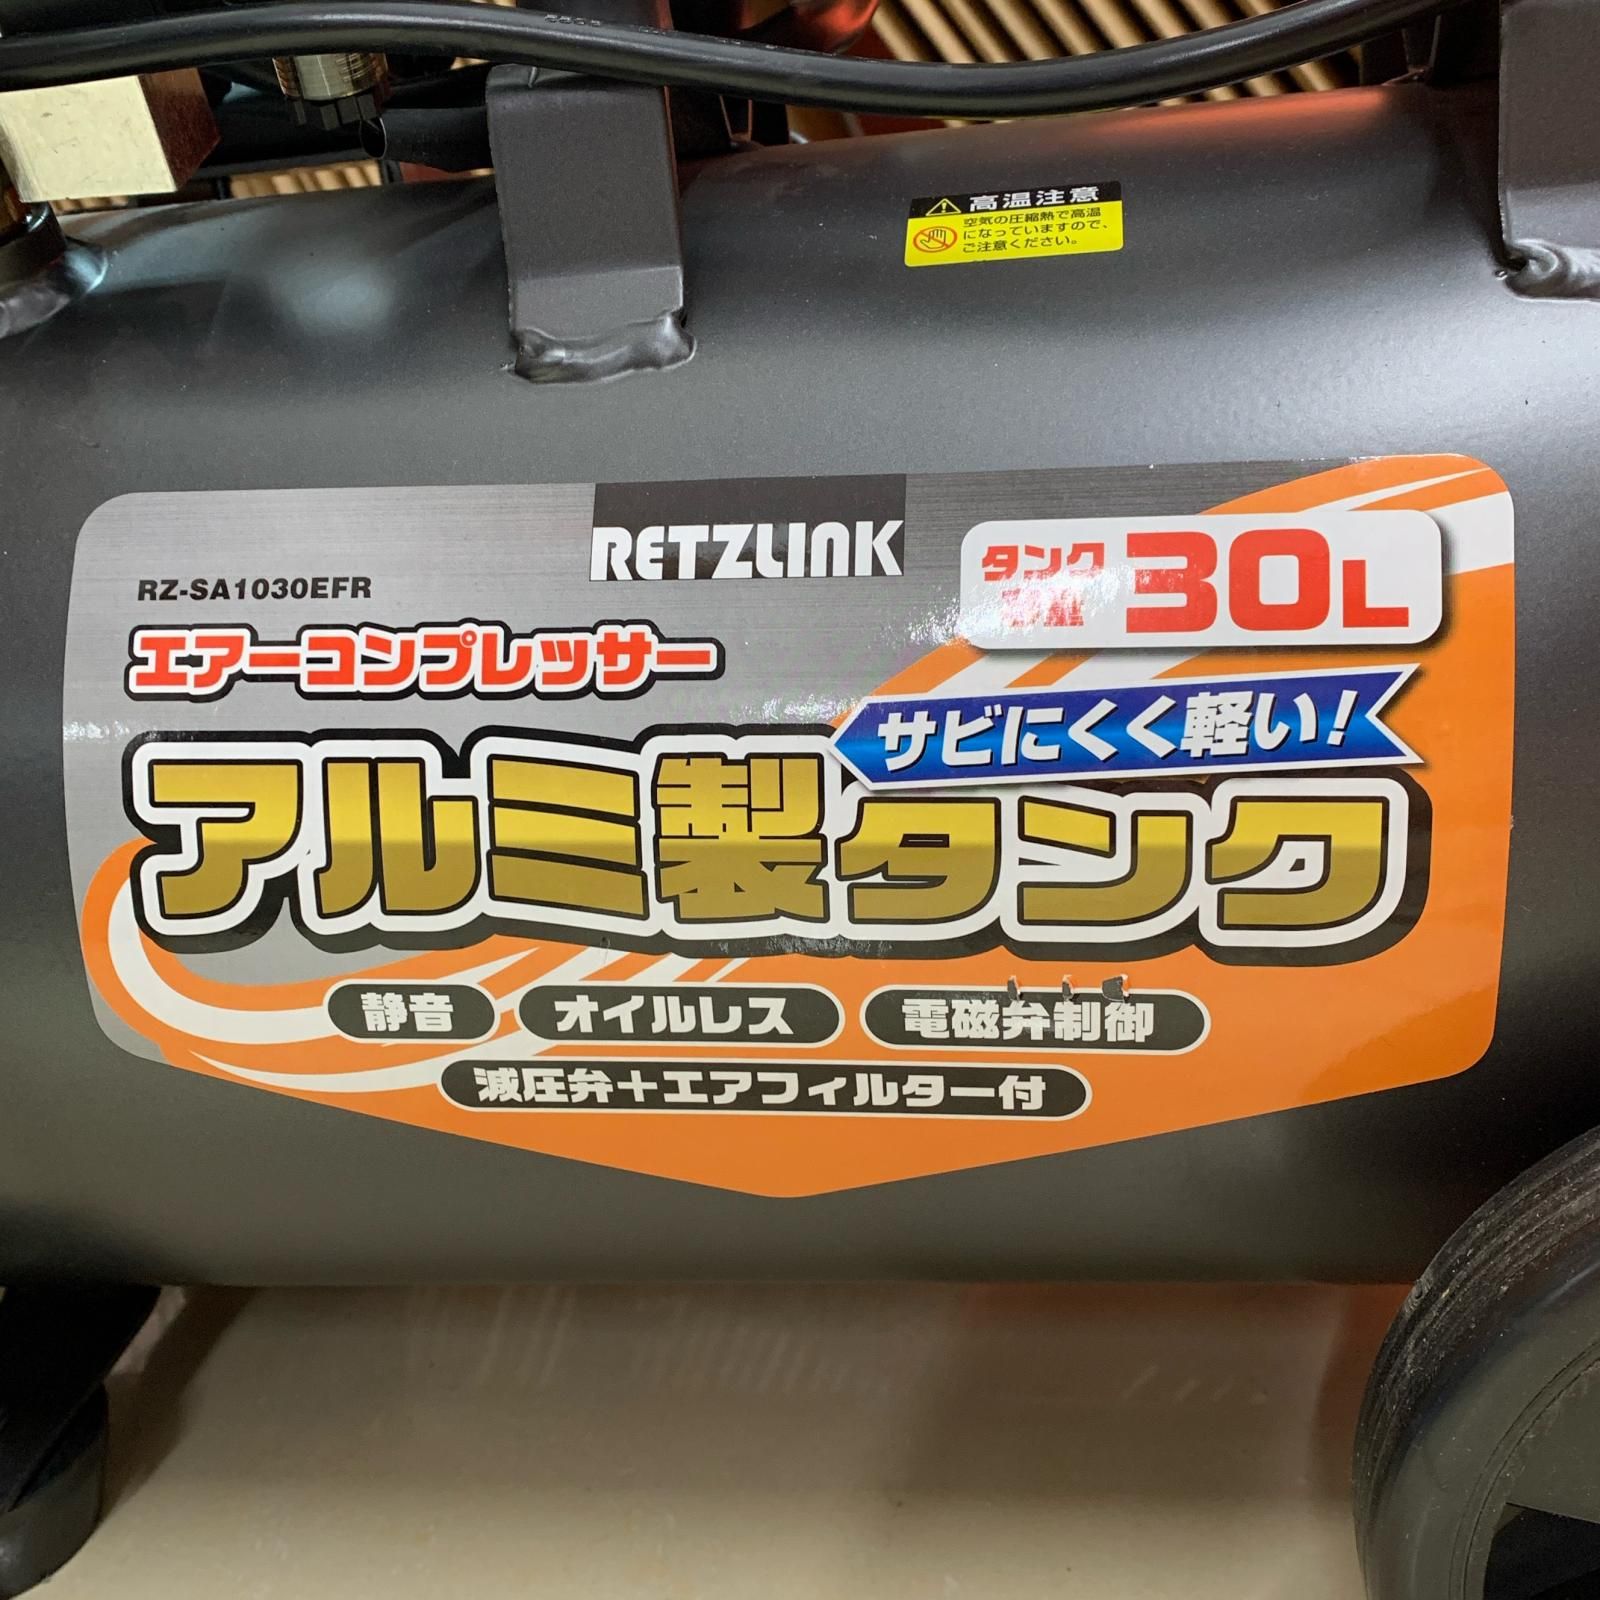 高温注意
空気の圧縮熱で高温
になっていますので、
ご注意ください。
RETZLINK
RZ-SA1030EFR
タンク
容量
30L
エアーコンプレッサー
サビにくく軽い!
アルミ製タンク
静音
オイルレス
電磁弁制御
減圧弁+エアフィルター付